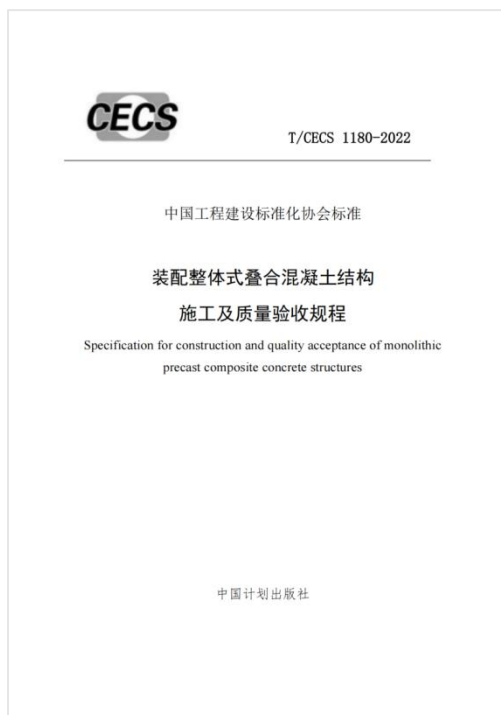 CECS
T/CECS 1180-2022
中国工程建设标准化协会标准
装配整体式叠合混凝土结构
施工及质量验收规程
Specification for construction and quality acceptance of monolithic
precast composite concrete structures
中国计划出版社